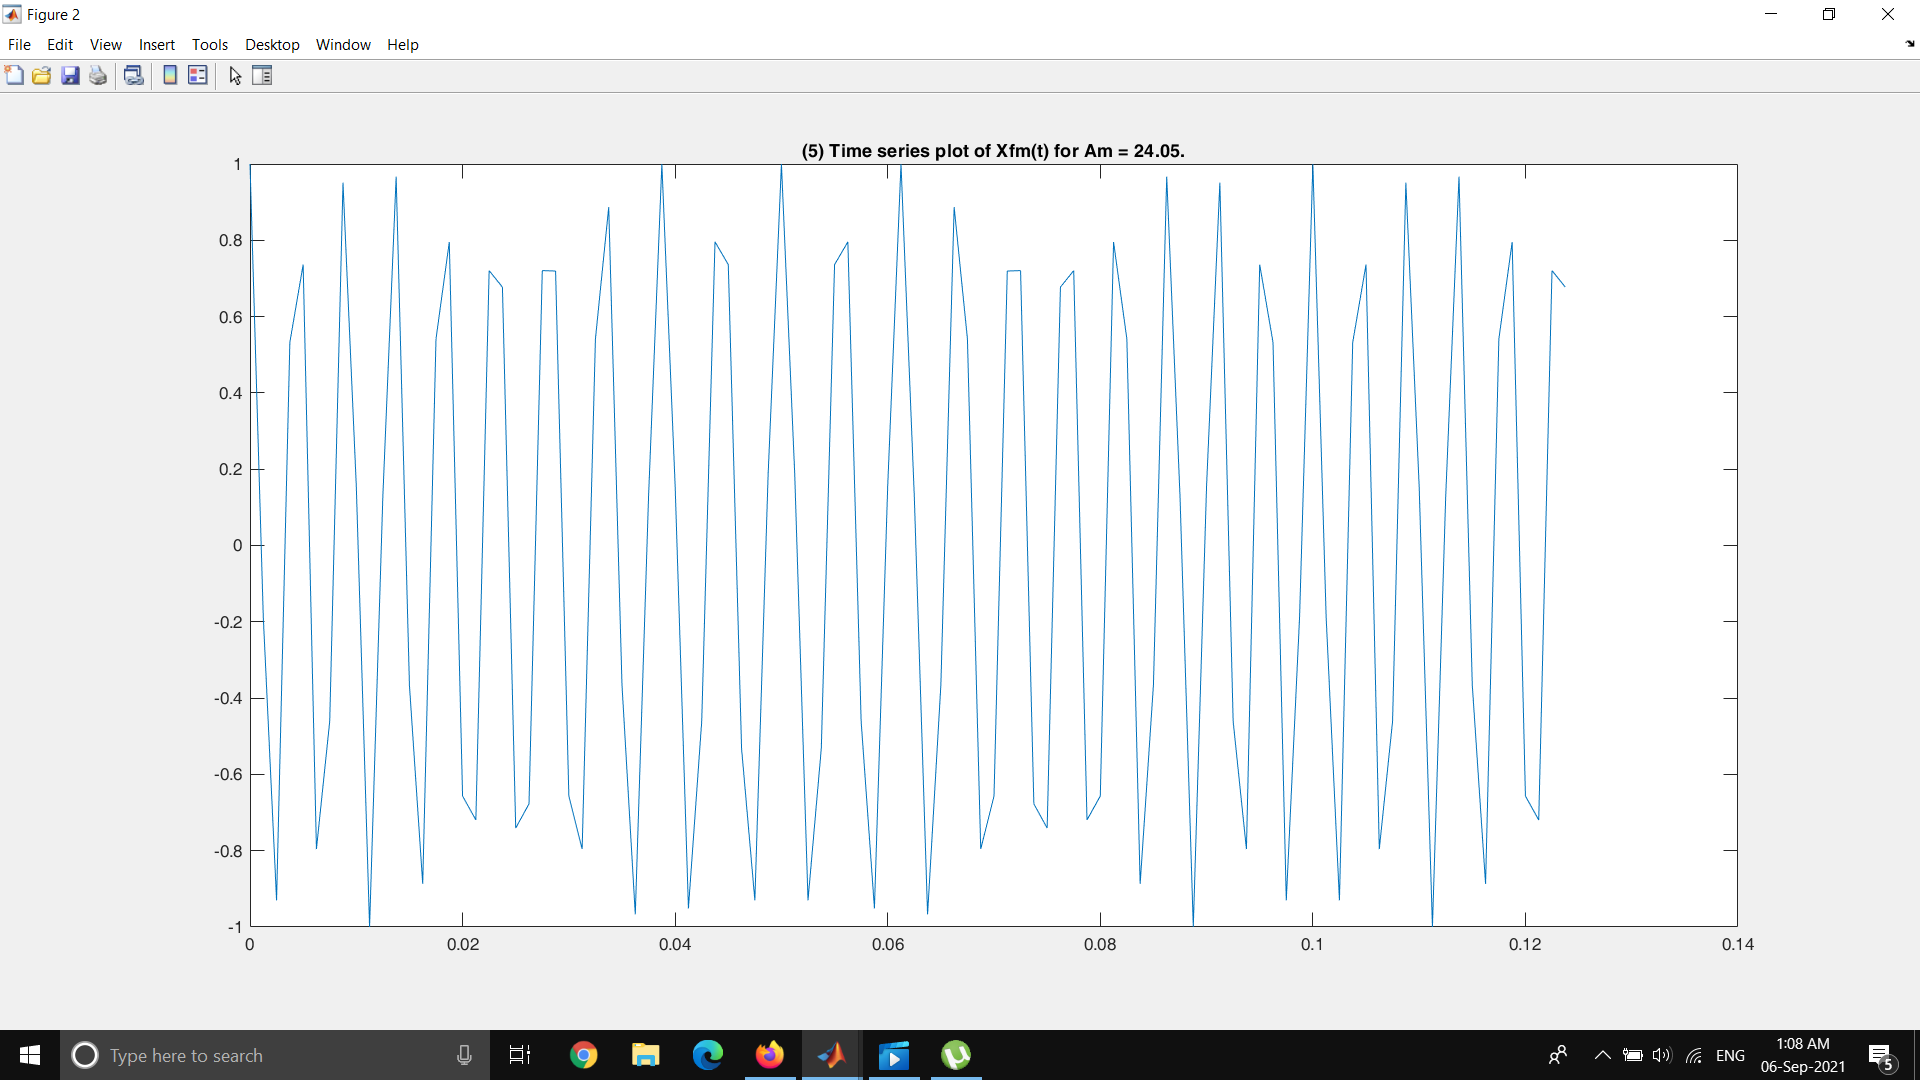 Figure 2
File Edit View Insert Tools Desktop Window Help
(5) Time series plot of Xfm(t) for Am = 24.05.
1
0.8
0.6
0.4
0.2
0
-0.2
-0.4
-0.6
-0.8
-1
0 0.02 0.04 0.06 0.08 0.1 0.12 0.14
Type here to search
ENG
1:08 AM
06-Sep-2021
5